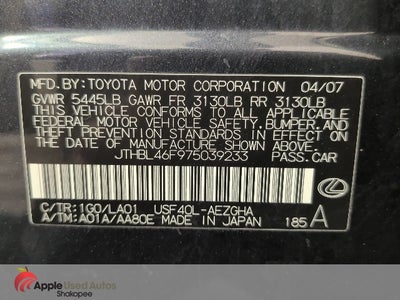 MFD. BY: TOYOTA MOTOR CORPORATION 04/07
GVWR 5445LB GAWR FR 3130LB RR 3130LB
THIS VEHICLE CONFORMS TO ALL APPLICABLE
FEDERAL MOTOR VEHICLE SAFETY, BUMPER, AND
THEFT PREVENTION STANDARDS IN EFFECT ON
THE DATE OF MANUFACTURE SHOWN ABOVE.
JTHBL46F975039233 PASS. CAR
C/TR: 1G0/LA01 USF40L-AEZGHA
A/TM: A01A/AA80E MADE IN JAPAN 185 A
Apple Autos
Shakopee